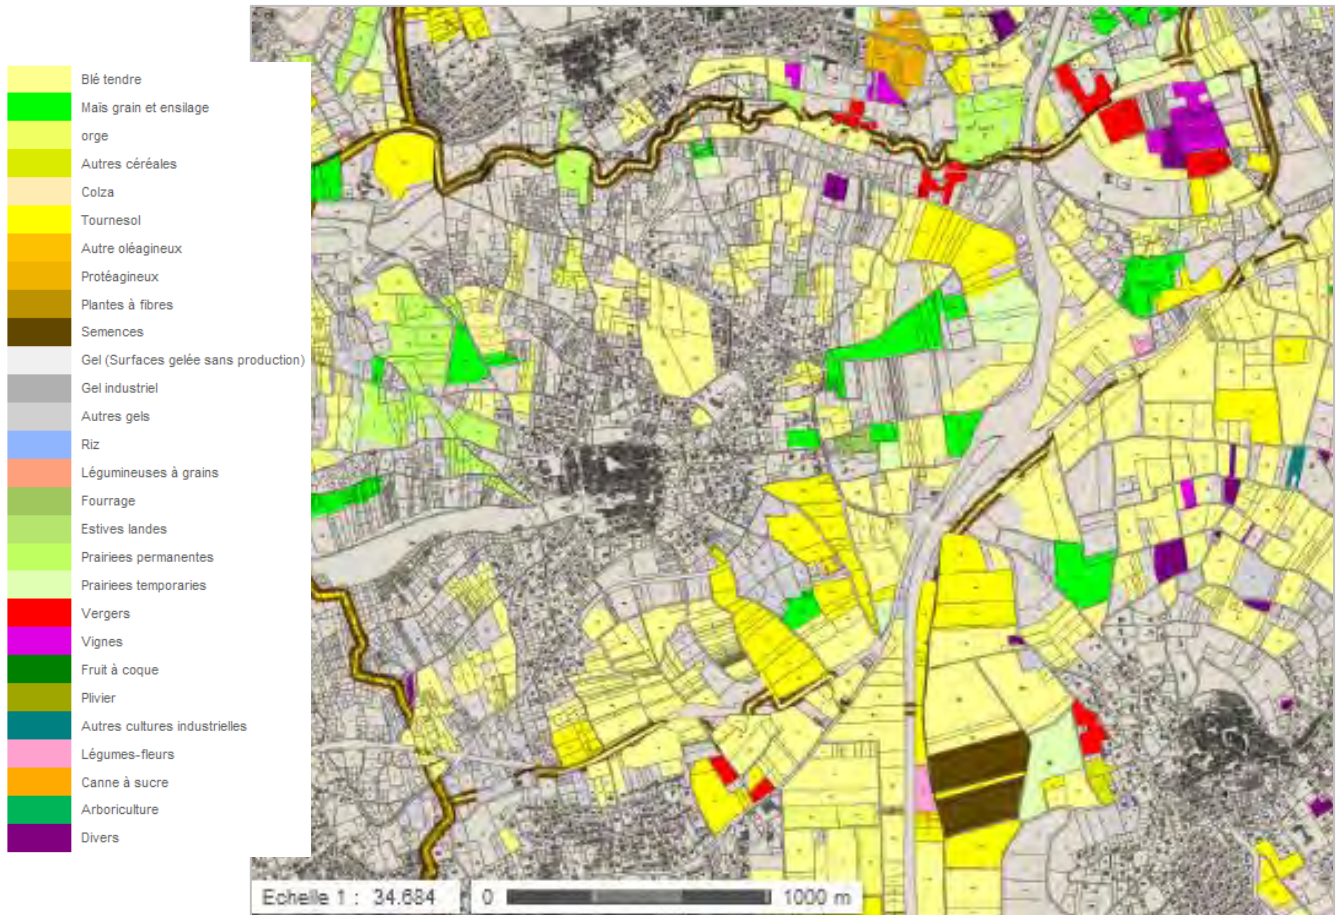 Blé tendre
Maïs grain et ensilage
orge
Autres céréales
Colza
Tournesol
Autre oléagineux
Protéagineux
Plantes à fibres
Semences
Gel (Surfaces gelée sans production)
Gel industriel
Autres gels
Riz
Légumineuses à grains
Fourrage
Estives landes
Prairiees permanentes
Prairiees temporaries
Vergers
Vignes
Fruit à coque
Plivier
Autres cultures industrielles
Légumes-fleurs
Canne à sucre
Arboriculture
Divers
Echelle 1 : 34.684 0 1000 m